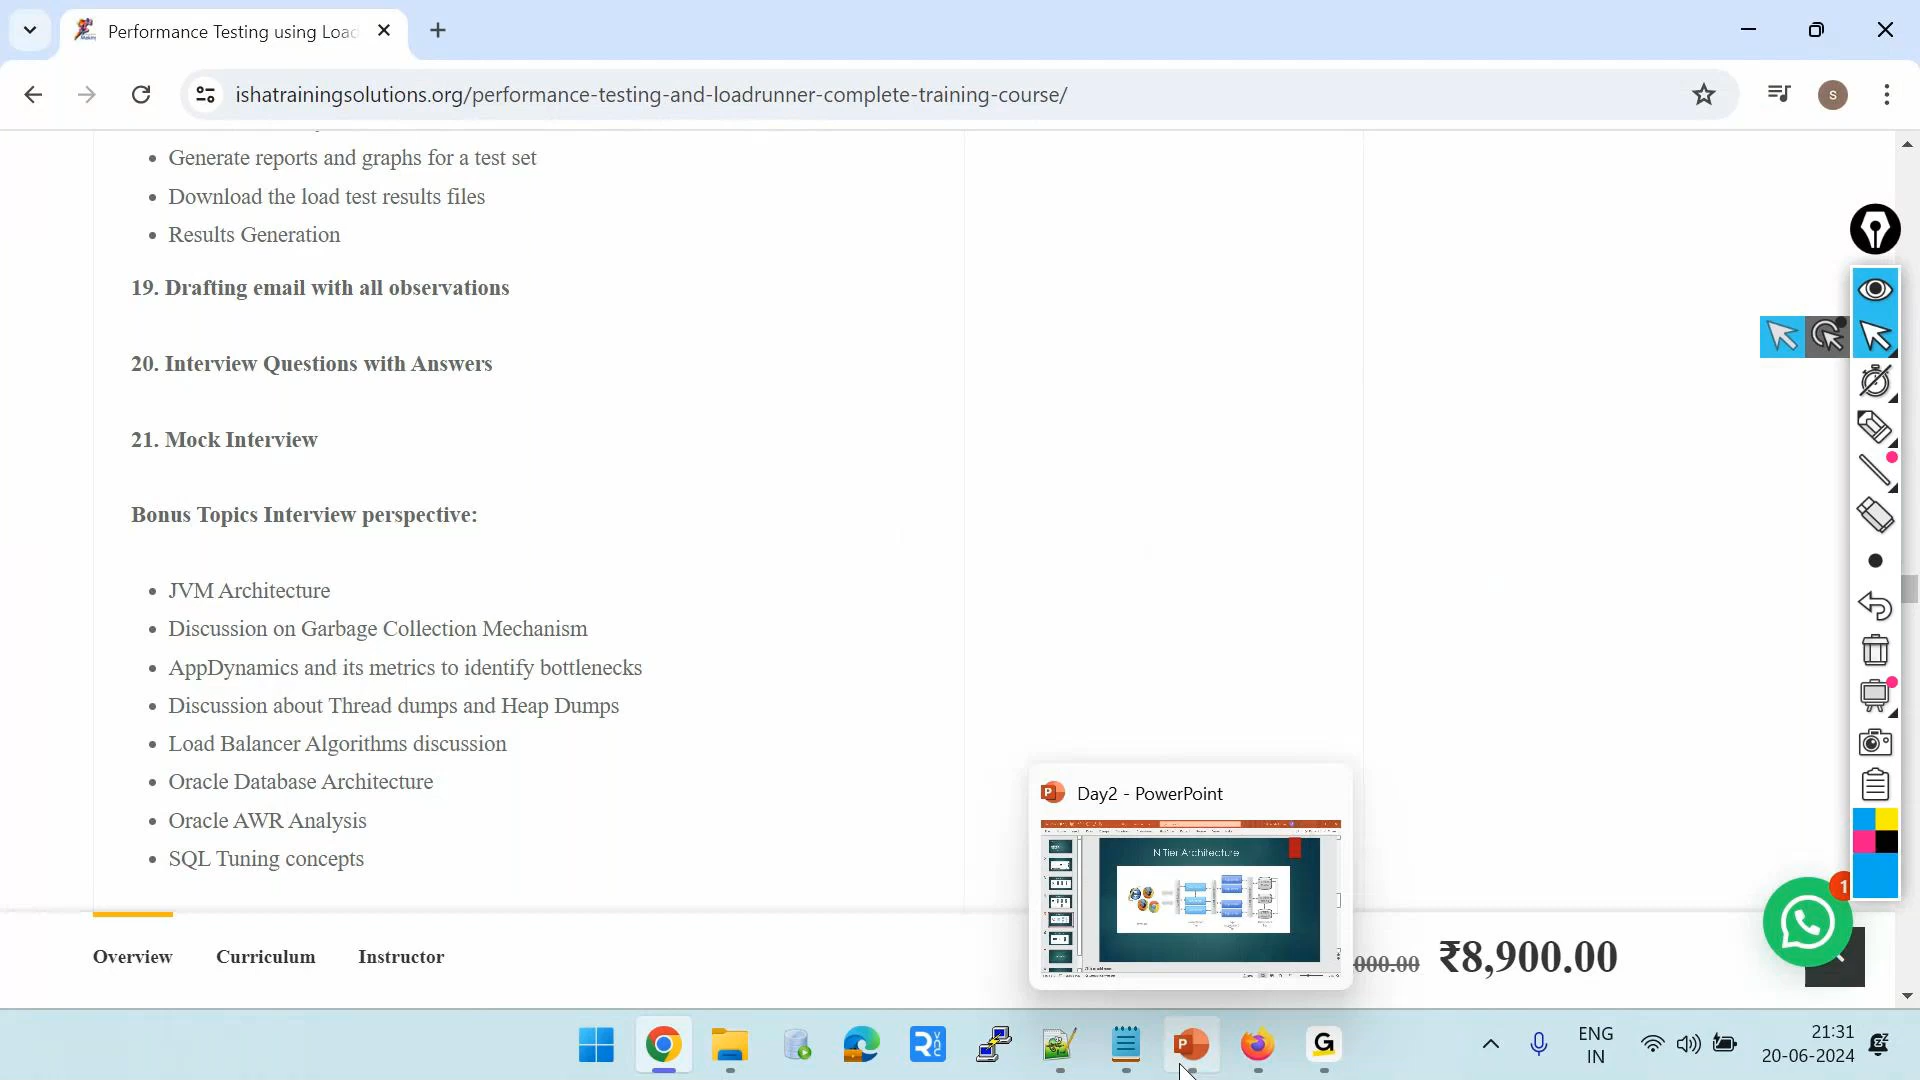 Performance Testing using Load
ishatrainingsolutions.org/performance-testing-and-loadrunner-complete-training-course/
S
• Generate reports and graphs for a test set
• Download the load test results files
• Results Generation
19. Drafting email with all observations
20. Interview Questions with Answers
21. Mock Interview
Bonus Topics Interview perspective:
• JVM Architecture
• Discussion on Garbage Collection Mechanism
• AppDynamics and its metrics to identify bottlenecks
• Discussion about Thread dumps and Heap Dumps
• Load Balancer Algorithms discussion
• Oracle Database Architecture
• Oracle AWR Analysis
• SQL Tuning concepts
Day2 - PowerPoint
N Tier Architecture
1
Overview Curriculum Instructor
000.00 ₹8,900.00
ENG
IN
21:31
20-06-2024